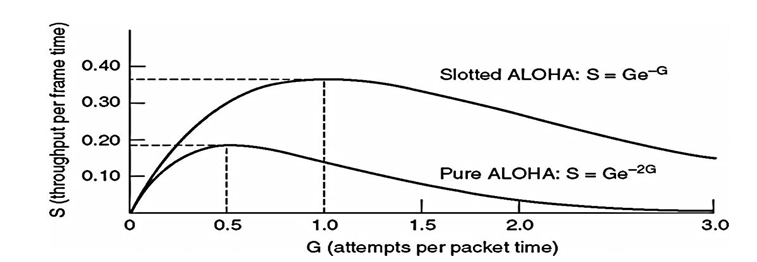 S (throughput per frame time)
0.40
0.30
0.20
0.10
Slotted ALOHA: S = Ge⁻ᴳ
Pure ALOHA: S = Ge⁻²ᴳ
0 0.5 1.0 1.5 2.0 3.0
G (attempts per packet time)